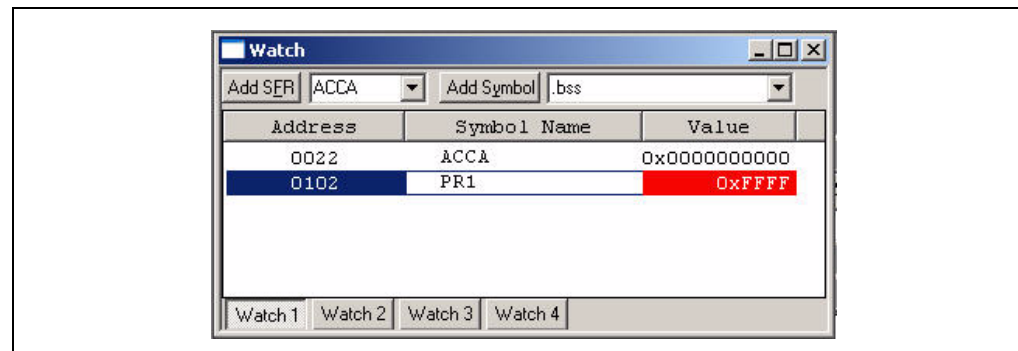 Watch
Add SFR ACCA Add Symbol .bss
Address Symbol Name Value
0022 ACCA 0x0000000000
0102 PR1 0xFFFF
Watch 1 Watch 2 Watch 3 Watch 4